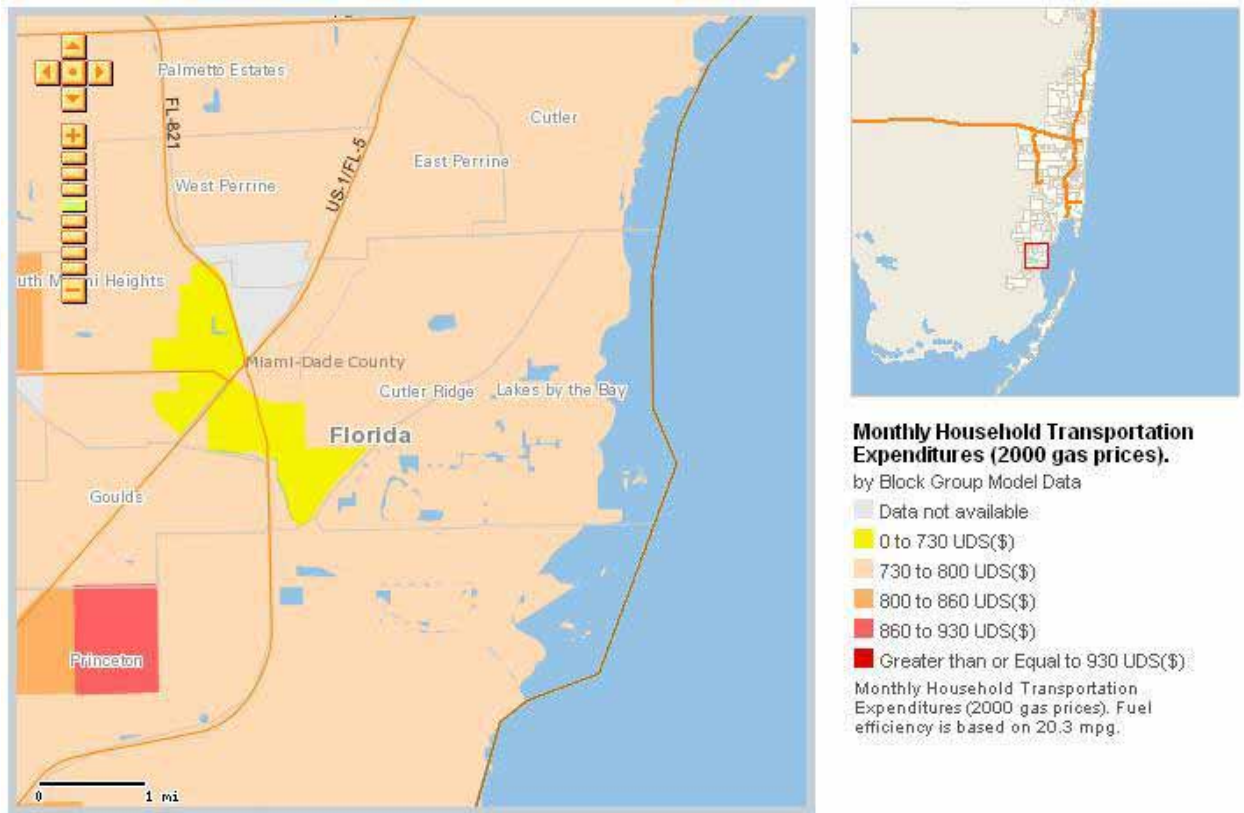 Palmetto Estates
FL-821
Cutler
US-1/FL-5
East Perrine
West Perrine
Heights
Miami-Dade County
Cutler Ridge
Lakes by the Bay
Florida
Goulds
Princeton
0 1 mi
Monthly Household Transportation
Expenditures (2000 gas prices).
by Block Group Model Data
Data not available
0 to 730 UDS($)
730 to 800 UDS($)
800 to 860 UDS($)
860 to 930 UDS($)
Greater than or Equal to 930 UDS($)
Monthly Household Transportation
Expenditures (2000 gas prices). Fuel
efficiency is based on 20.3 mpg.